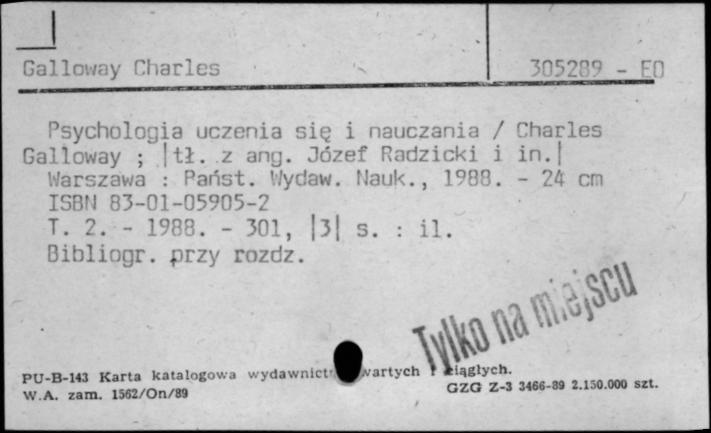 Galloway Charles 305289 - EO
Psychologia uczenia się i nauczania / Charles
Galloway ; |tł. z ang. Józef Radzicki i in.|
Warszawa : Państ. Wydaw. Nauk., 1988. - 24 cm
ISBN 83-01-05905-2
T. 2. - 1988. - 301, |3| s. : il.
Bibliogr. przy rozdz.
Tylko na miejscu
PU-B-143 Karta katalogowa
W.A. zam. 1562/On/89 GZG Z-3 3466-89 2.150.000 szt.